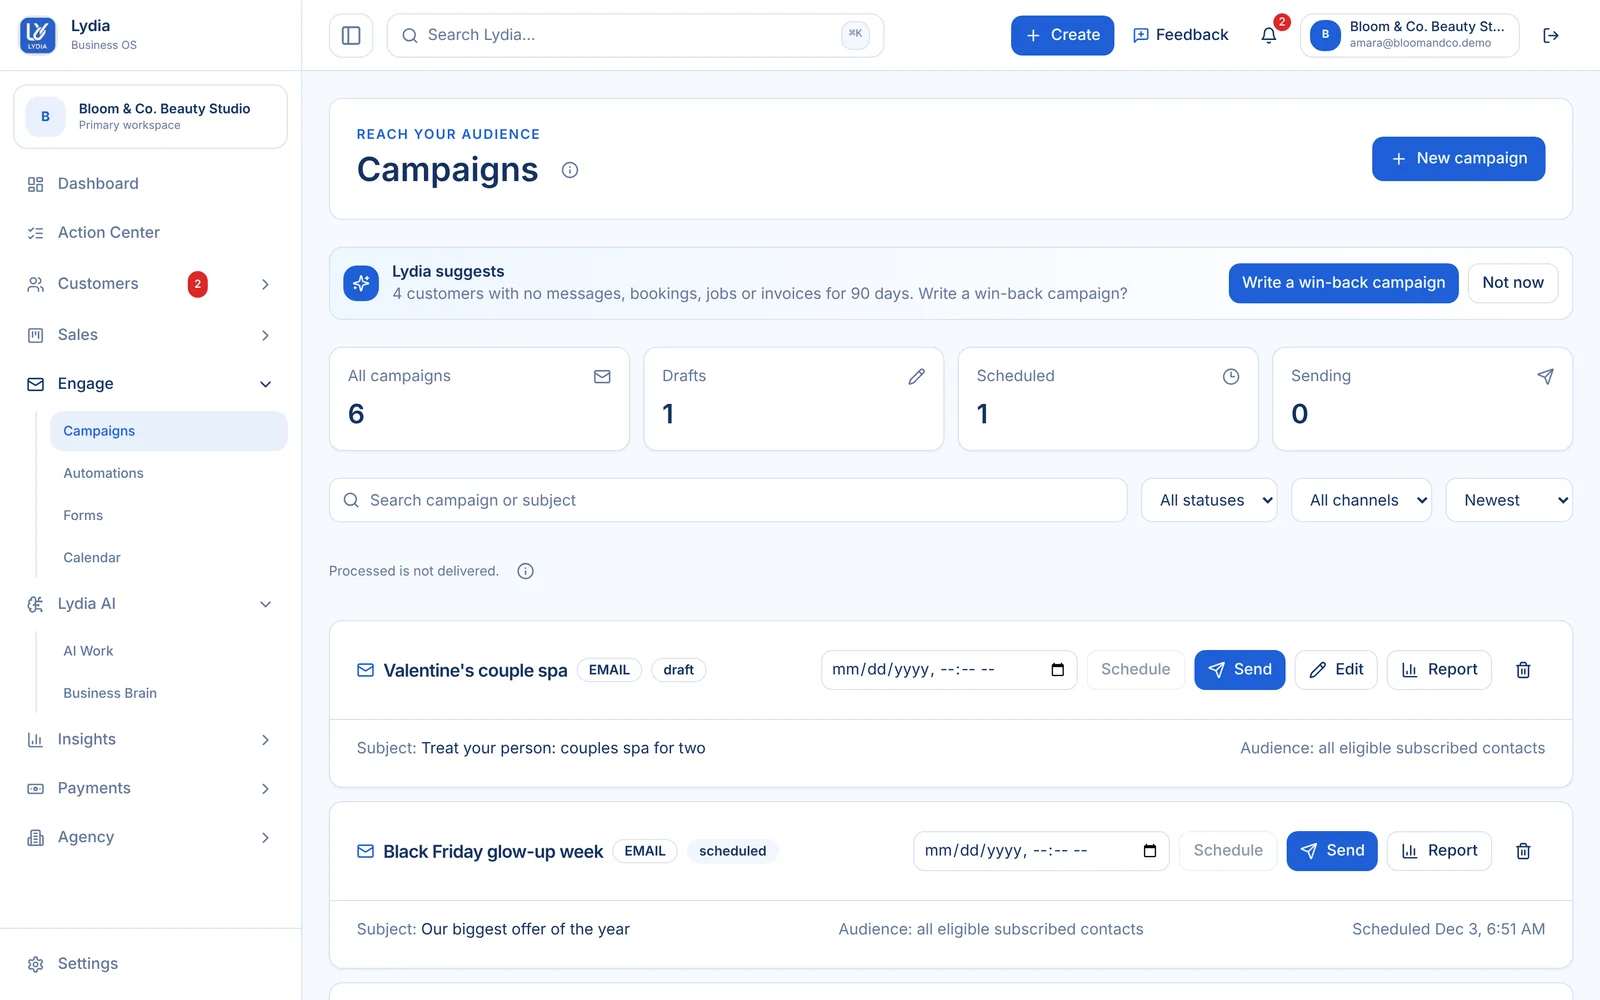 LYDIA
Lydia
Business OS
Search Lydia...
⌘K
Create
Feedback
2
B
Bloom & Co. Beauty St...
amara@bloomandco.demo
B
Bloom & Co. Beauty Studio
Primary workspace
Dashboard
Action Center
Customers
2
Sales
Engage
Campaigns
Automations
Forms
Calendar
Lydia AI
AI Work
Business Brain
Insights
Payments
Agency
Settings
REACH YOUR AUDIENCE
Campaigns
New campaign
Lydia suggests
4 customers with no messages, bookings, jobs or invoices for 90 days. Write a win-back campaign?
Write a win-back campaign
Not now
All campaigns
6
Drafts
1
Scheduled
1
Sending
0
Search campaign or subject
All statuses
All channels
Newest
Processed is not delivered.
Valentine's couple spa EMAIL draft
mm/dd/yyyy, --:-- --
Schedule
Send
Edit
Report
Subject: Treat your person: couples spa for two
Audience: all eligible subscribed contacts
Black Friday glow-up week EMAIL scheduled
mm/dd/yyyy, --:-- --
Schedule
Send
Report
Subject: Our biggest offer of the year
Audience: all eligible subscribed contacts
Scheduled Dec 3, 6:51 AM